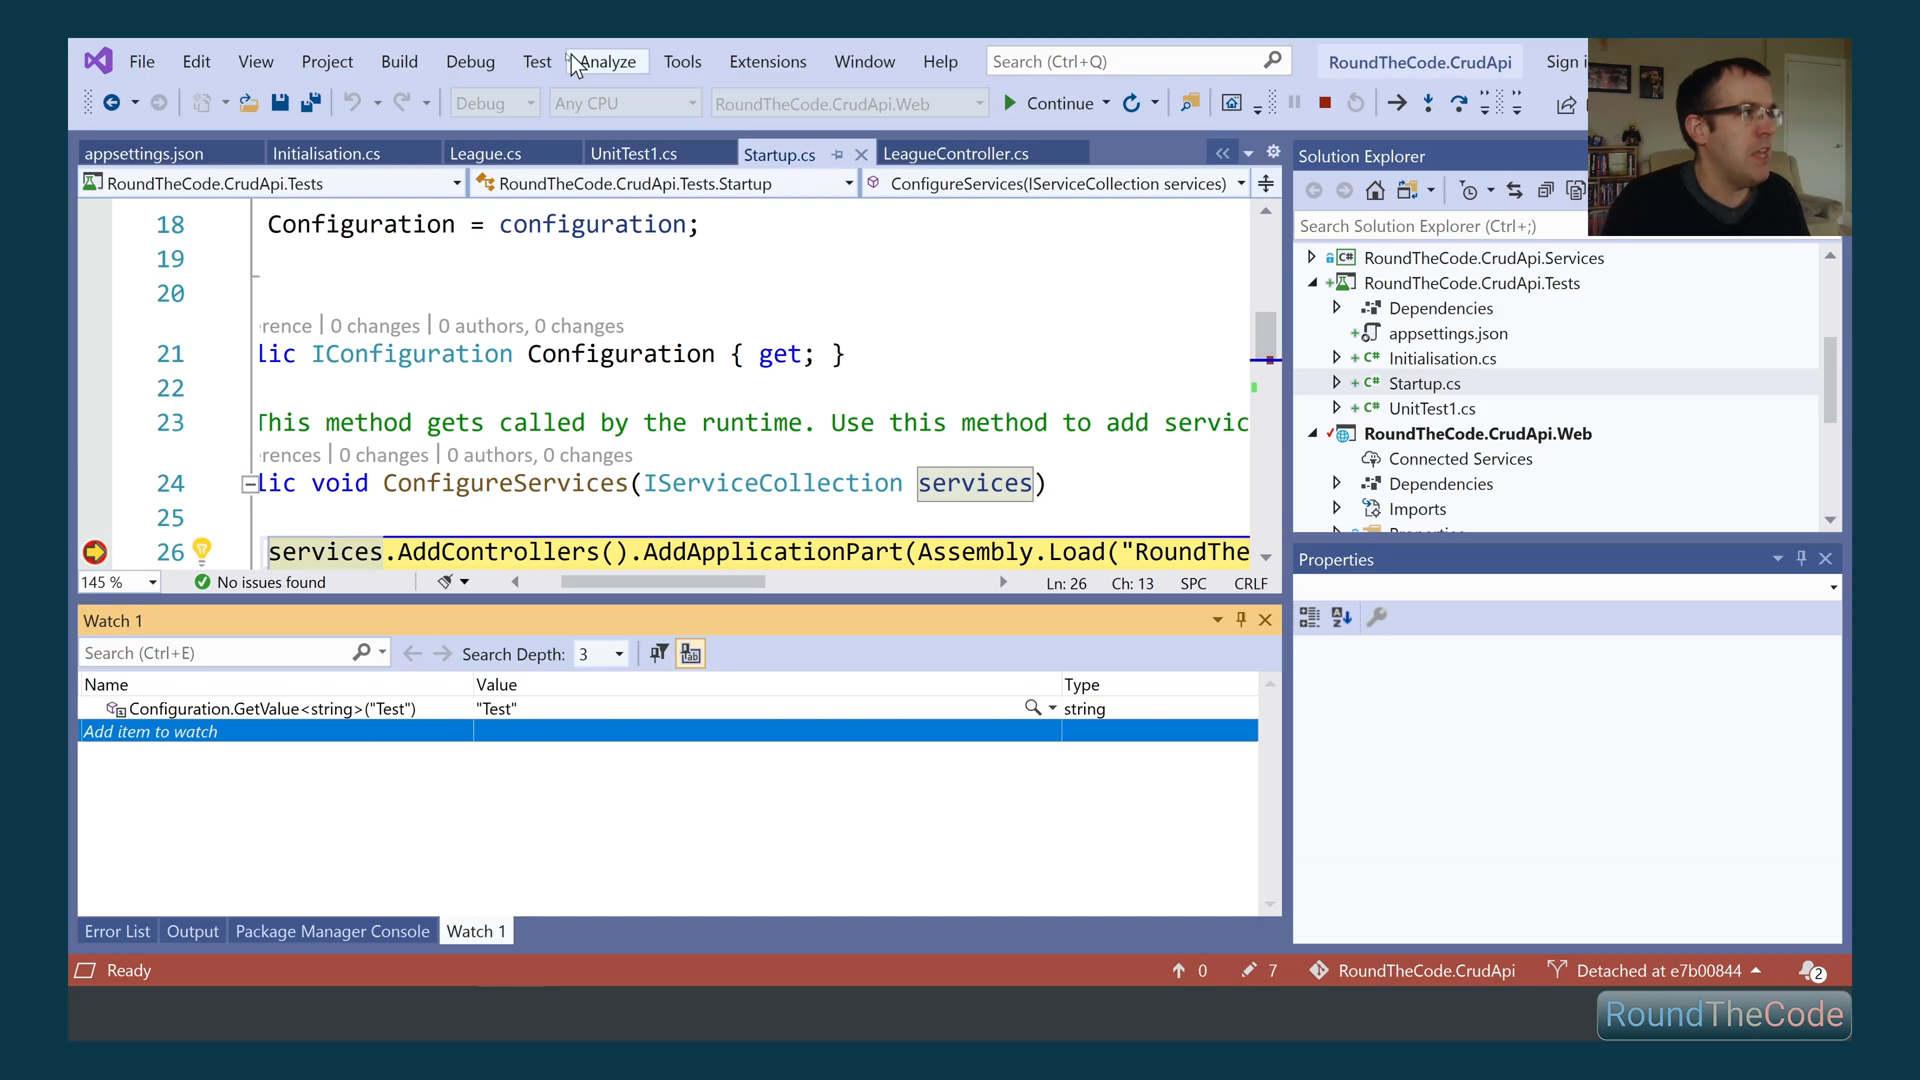 File Edit View Project Build Debug Test Analyze Tools Extensions Window Help Search (Ctrl+Q) RoundTheCode.CrudApi Sign i
Debug Any CPU RoundTheCode.CrudApi.Web Continue
appsettings.json Initialisation.cs League.cs UnitTest1.cs Startup.cs LeagueController.cs
RoundTheCode.CrudApi.Tests RoundTheCode.CrudApi.Tests.Startup ConfigureServices(IServiceCollection services)
18 Configuration = configuration;
19
20
erence | 0 changes | 0 authors, 0 changes
21 lic IConfiguration Configuration { get; }
22
23 This method gets called by the runtime. Use this method to add servic
erences | 0 changes | 0 authors, 0 changes
24 lic void ConfigureServices(IServiceCollection services)
25
26 services.AddControllers().AddApplicationPart(Assembly.Load("RoundThe
145 % No issues found Ln: 26 Ch: 13 SPC CRLF
Watch 1
Search (Ctrl+E) Search Depth: 3
Name Value Type
Configuration.GetValue<string>("Test") "Test" string
Add item to watch
Error List Output Package Manager Console Watch 1
Solution Explorer
Search Solution Explorer (Ctrl+;)
RoundTheCode.CrudApi.Services
RoundTheCode.CrudApi.Tests
Dependencies
appsettings.json
Initialisation.cs
Startup.cs
UnitTest1.cs
RoundTheCode.CrudApi.Web
Connected Services
Dependencies
Imports
Properties
Ready 0 7 RoundTheCode.CrudApi Detached at e7b00844 2
RoundTheCode